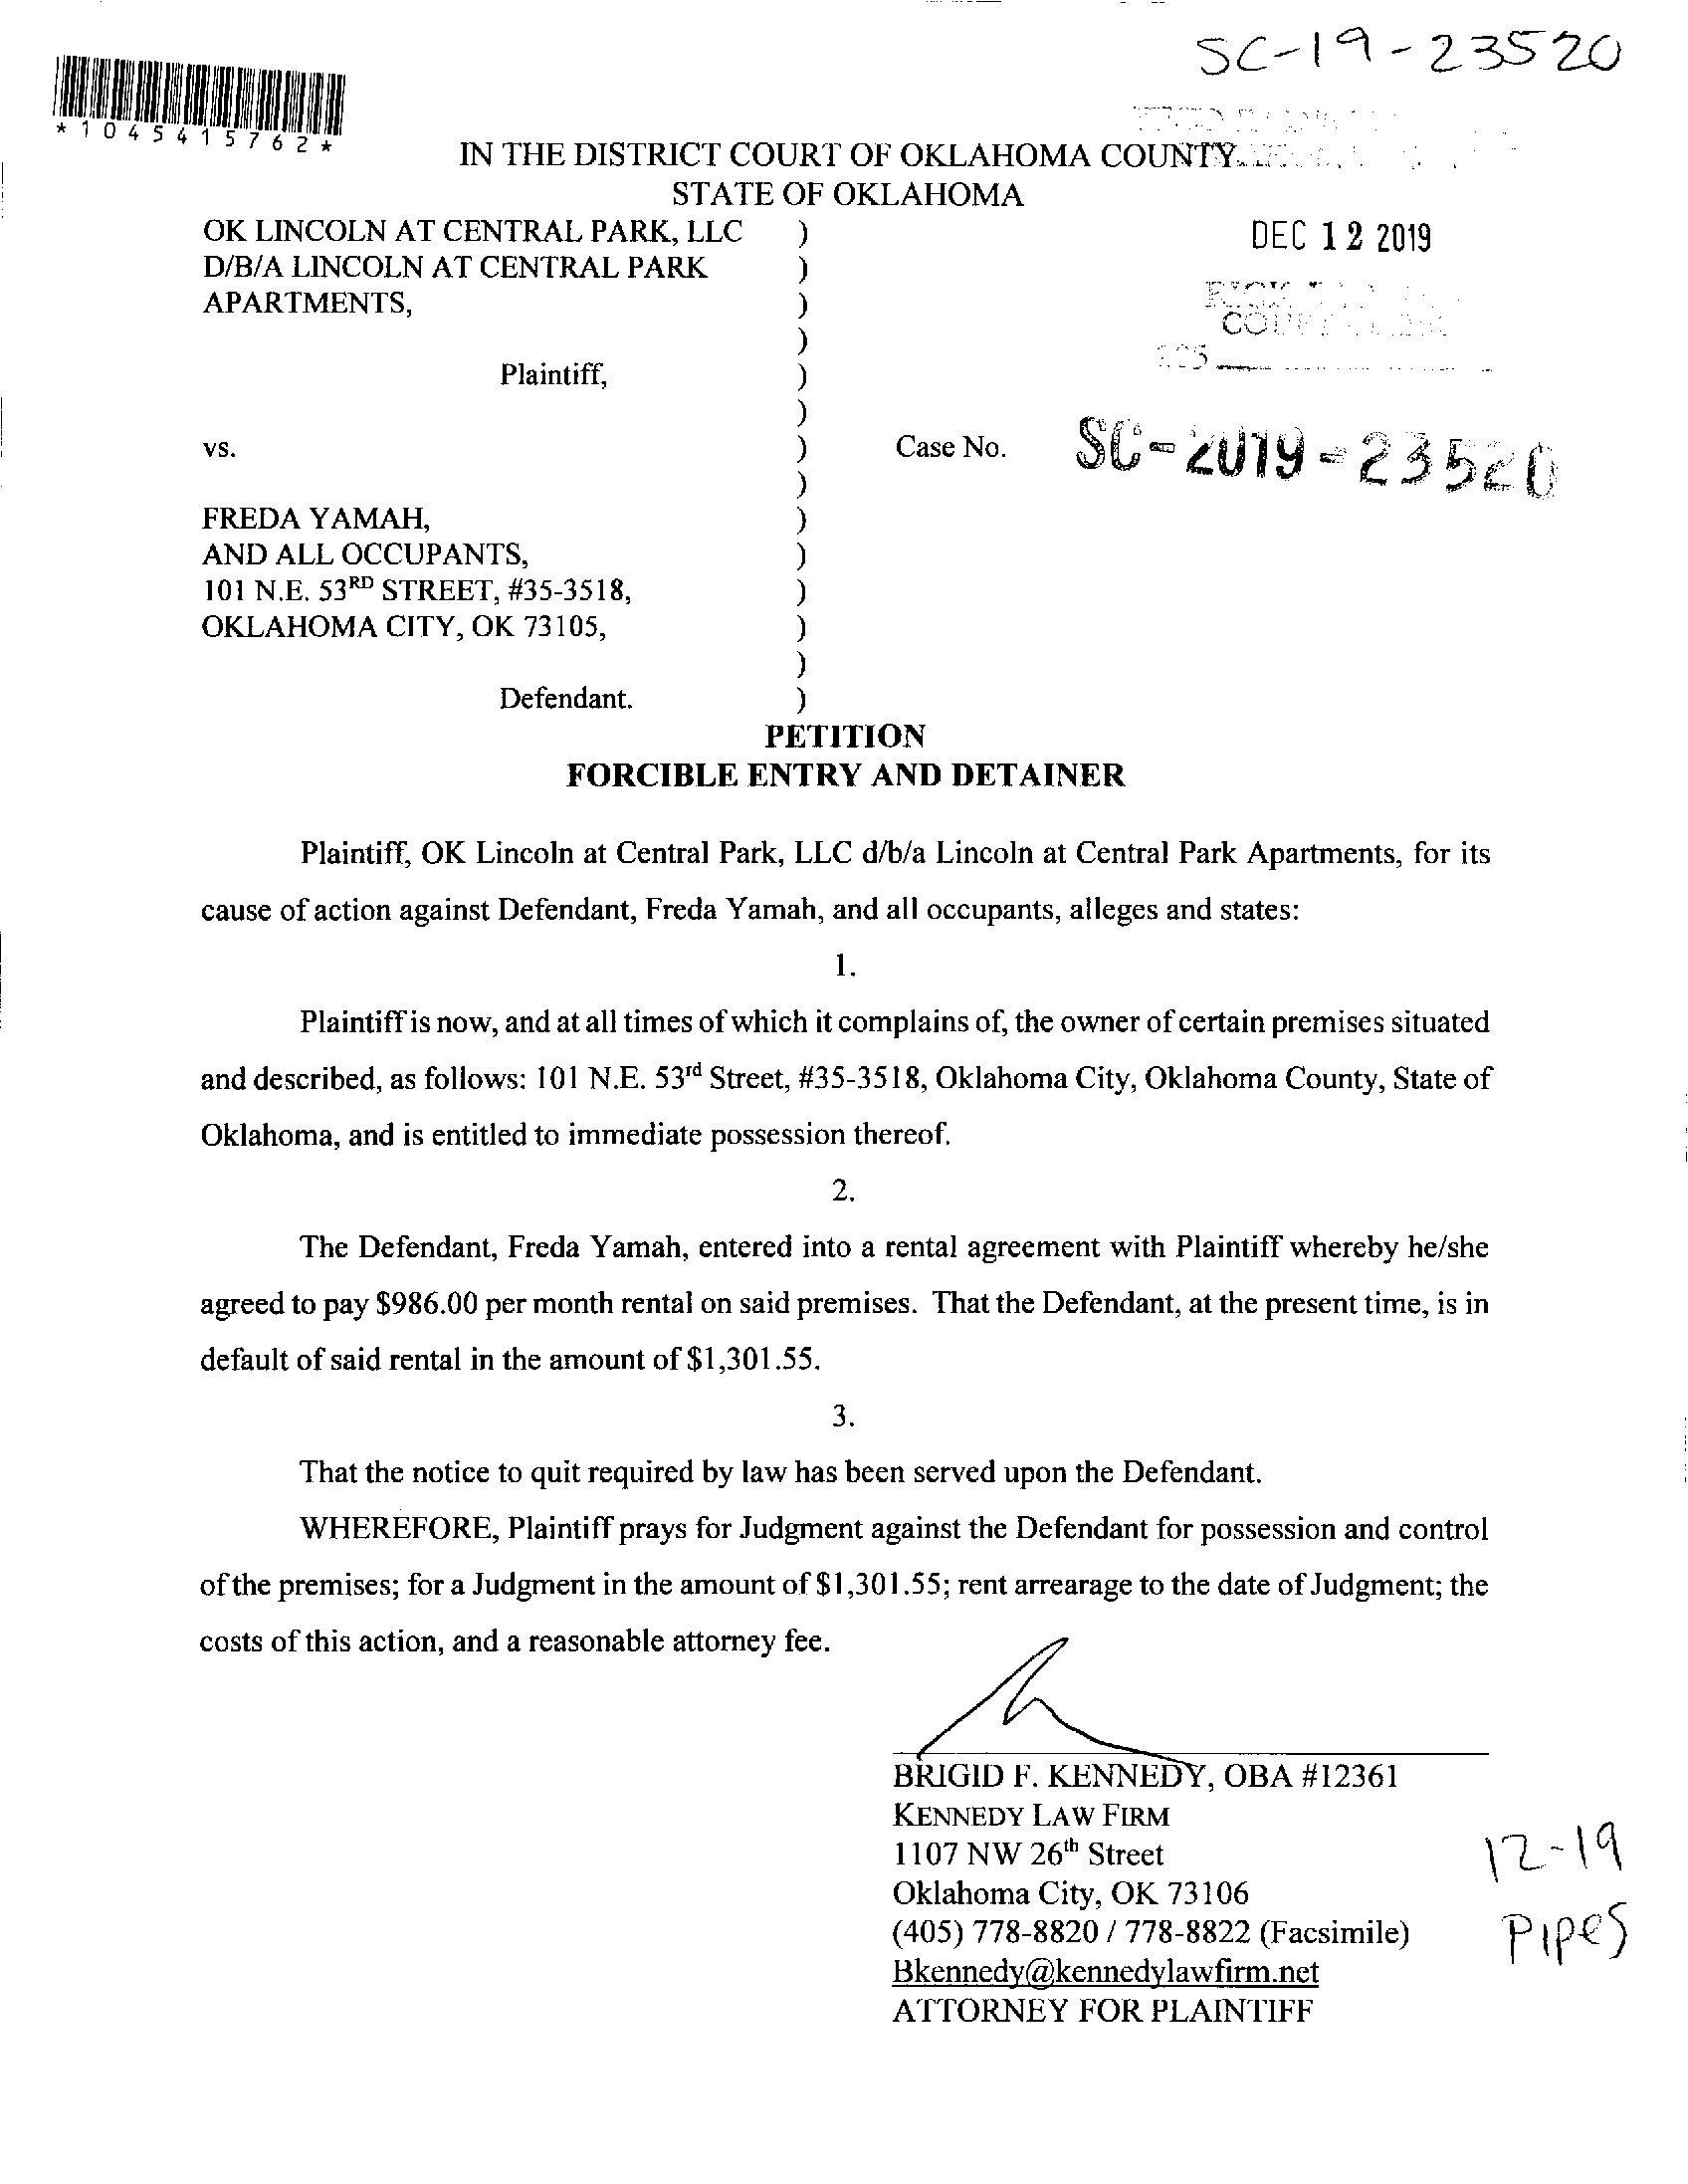 SC-19-23520
*1045415762*
IN THE DISTRICT COURT OF OKLAHOMA COUNTY
STATE OF OKLAHOMA
OK LINCOLN AT CENTRAL PARK, LLC )
D/B/A LINCOLN AT CENTRAL PARK )
APARTMENTS, )
)
Plaintiff, )
)
vs. )
)
FREDA YAMAH, )
AND ALL OCCUPANTS, )
101 N.E. 53RD STREET, #35-3518, )
OKLAHOMA CITY, OK 73105, )
)
Defendant. )
DEC 12 2019
Case No. SC-2019-23520
PETITION
FORCIBLE ENTRY AND DETAINER
Plaintiff, OK Lincoln at Central Park, LLC d/b/a Lincoln at Central Park Apartments, for its
cause of action against Defendant, Freda Yamah, and all occupants, alleges and states:
1.
Plaintiff is now, and at all times of which it complains of, the owner of certain premises situated
and described, as follows: 101 N.E. 53rd Street, #35-3518, Oklahoma City, Oklahoma County, State of
Oklahoma, and is entitled to immediate possession thereof.
2.
The Defendant, Freda Yamah, entered into a rental agreement with Plaintiff whereby he/she
agreed to pay $986.00 per month rental on said premises. That the Defendant, at the present time, is in
default of said rental in the amount of $1,301.55.
3.
That the notice to quit required by law has been served upon the Defendant.
WHEREFORE, Plaintiff prays for Judgment against the Defendant for possession and control
of the premises; for a Judgment in the amount of $1,301.55; rent arrearage to the date of Judgment; the
costs of this action, and a reasonable attorney fee.
BRIGID F. KENNEDY, OBA #12361
KENNEDY LAW FIRM
1107 NW 26th Street
Oklahoma City, OK 73106
(405) 778-8820 / 778-8822 (Facsimile)
Bkennedy@kennedylawfirm.net
ATTORNEY FOR PLAINTIFF
12-19
Pipes